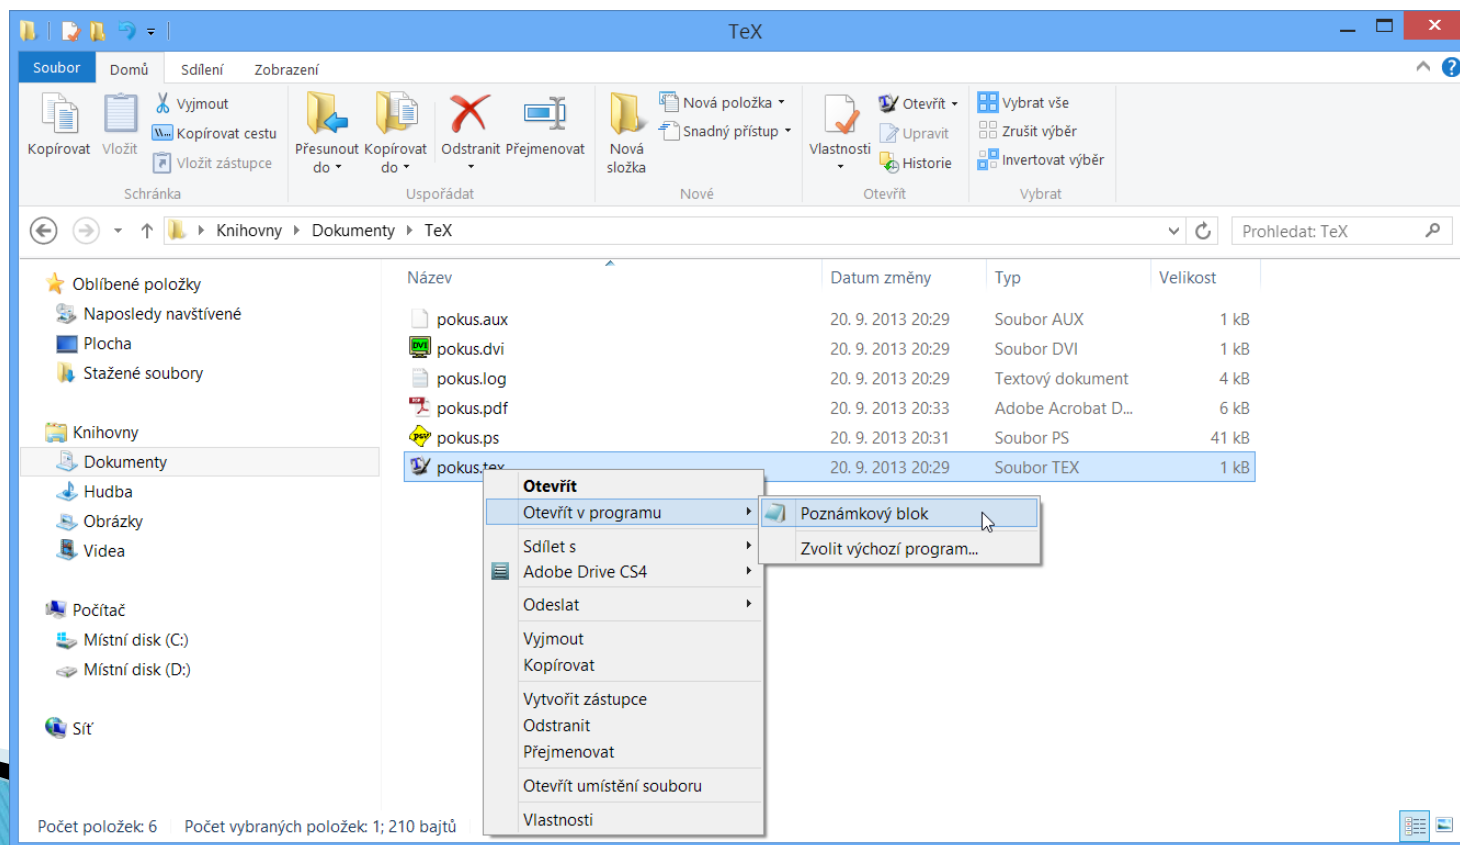 TeX
Soubor Domů Sdílení Zobrazení
Kopírovat
Vložit
Vyjmout
Kopírovat cestu
Vložit zástupce
Schránka
Přesunout do
Kopírovat do
Odstranit
Přejmenovat
Uspořádat
Nová složka
Nová položka
Snadný přístup
Nové
Vlastnosti
Otevřít
Upravit
Historie
Otevřít
Vybrat vše
Zrušit výběr
Invertovat výběr
Vybrat
Knihovny Dokumenty TeX
Prohledat: TeX
Oblíbené položky
Naposledy navštívené
Plocha
Stažené soubory
Knihovny
Dokumenty
Hudba
Obrázky
Videa
Počítač
Místní disk (C:)
Místní disk (D:)
Síť
Název Datum změny Typ Velikost
pokus.aux 20. 9. 2013 20:29 Soubor AUX 1 kB
pokus.dvi 20. 9. 2013 20:29 Soubor DVI 1 kB
pokus.log 20. 9. 2013 20:29 Textový dokument 4 kB
pokus.pdf 20. 9. 2013 20:33 Adobe Acrobat D... 6 kB
pokus.ps 20. 9. 2013 20:31 Soubor PS 41 kB
pokus.tex 20. 9. 2013 20:29 Soubor TEX 1 kB
Otevřít
Otevřít v programu
Sdílet s
Adobe Drive CS4
Odeslat
Vyjmout
Kopírovat
Vytvořit zástupce
Odstranit
Přejmenovat
Otevřít umístění souboru
Vlastnosti
Poznámkový blok
Zvolit výchozí program...
Počet položek: 6 Počet vybraných položek: 1; 210 bajtů